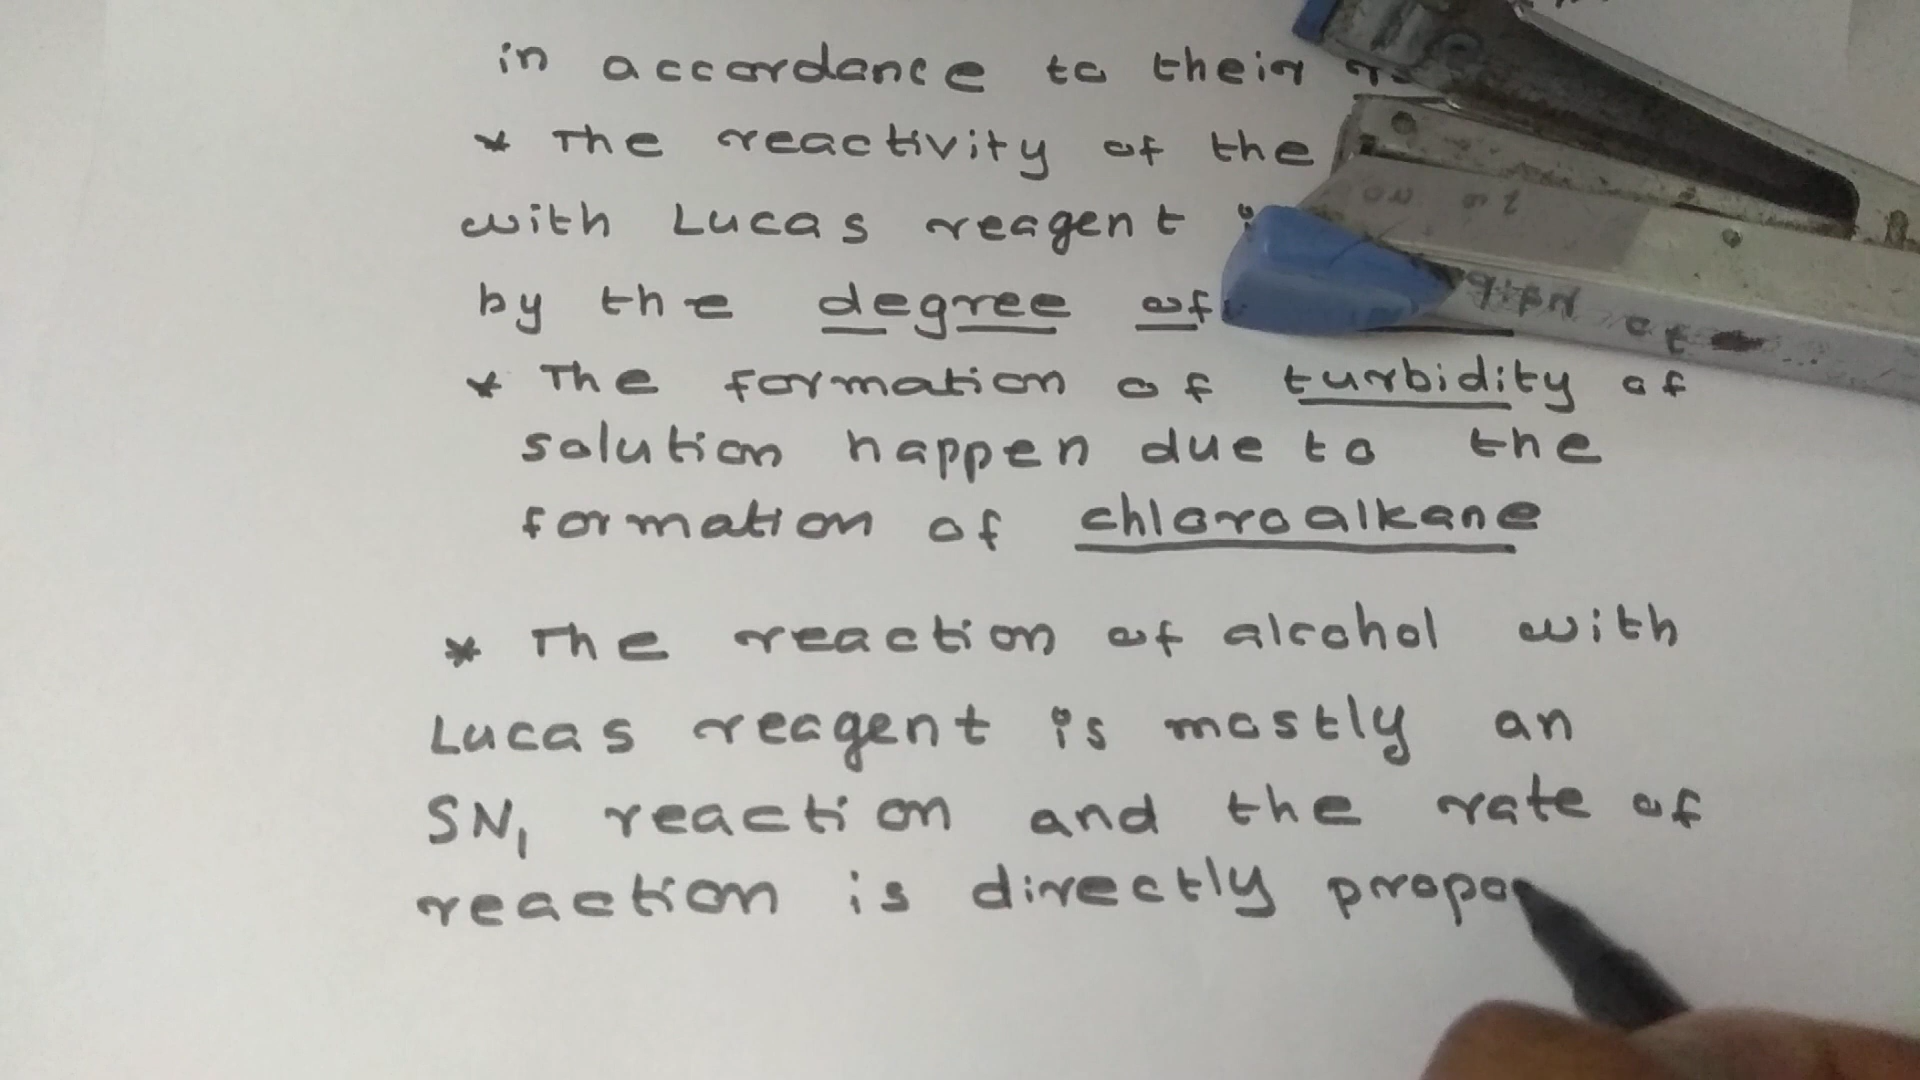 in accordance to their
* The reactivity of the
with Lucas reagent
by the degree of
* The formation of turbidity of
solution happen due to the
formation of chloroalkane
* The reaction of alcohol with
Lucas reagent is mostly an
SN1 reaction and the rate of
reaction is directly propo